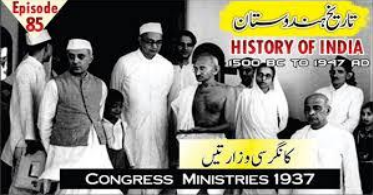 Episode
85
تاریخ ہندوستان
HISTORY OF INDIA
1500 BC TO 1947 AD
کانگرسی وزارتیں
CONGRESS MINISTRIES 1937